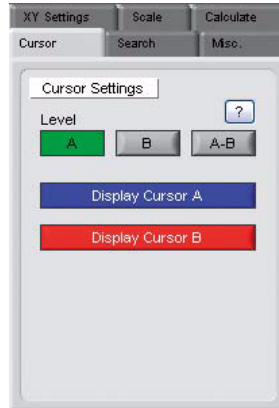 XY Settings Scale Calculate
Cursor Search Misc.
Cursor Settings
Level ?
A B A-B
Display Cursor A
Display Cursor B